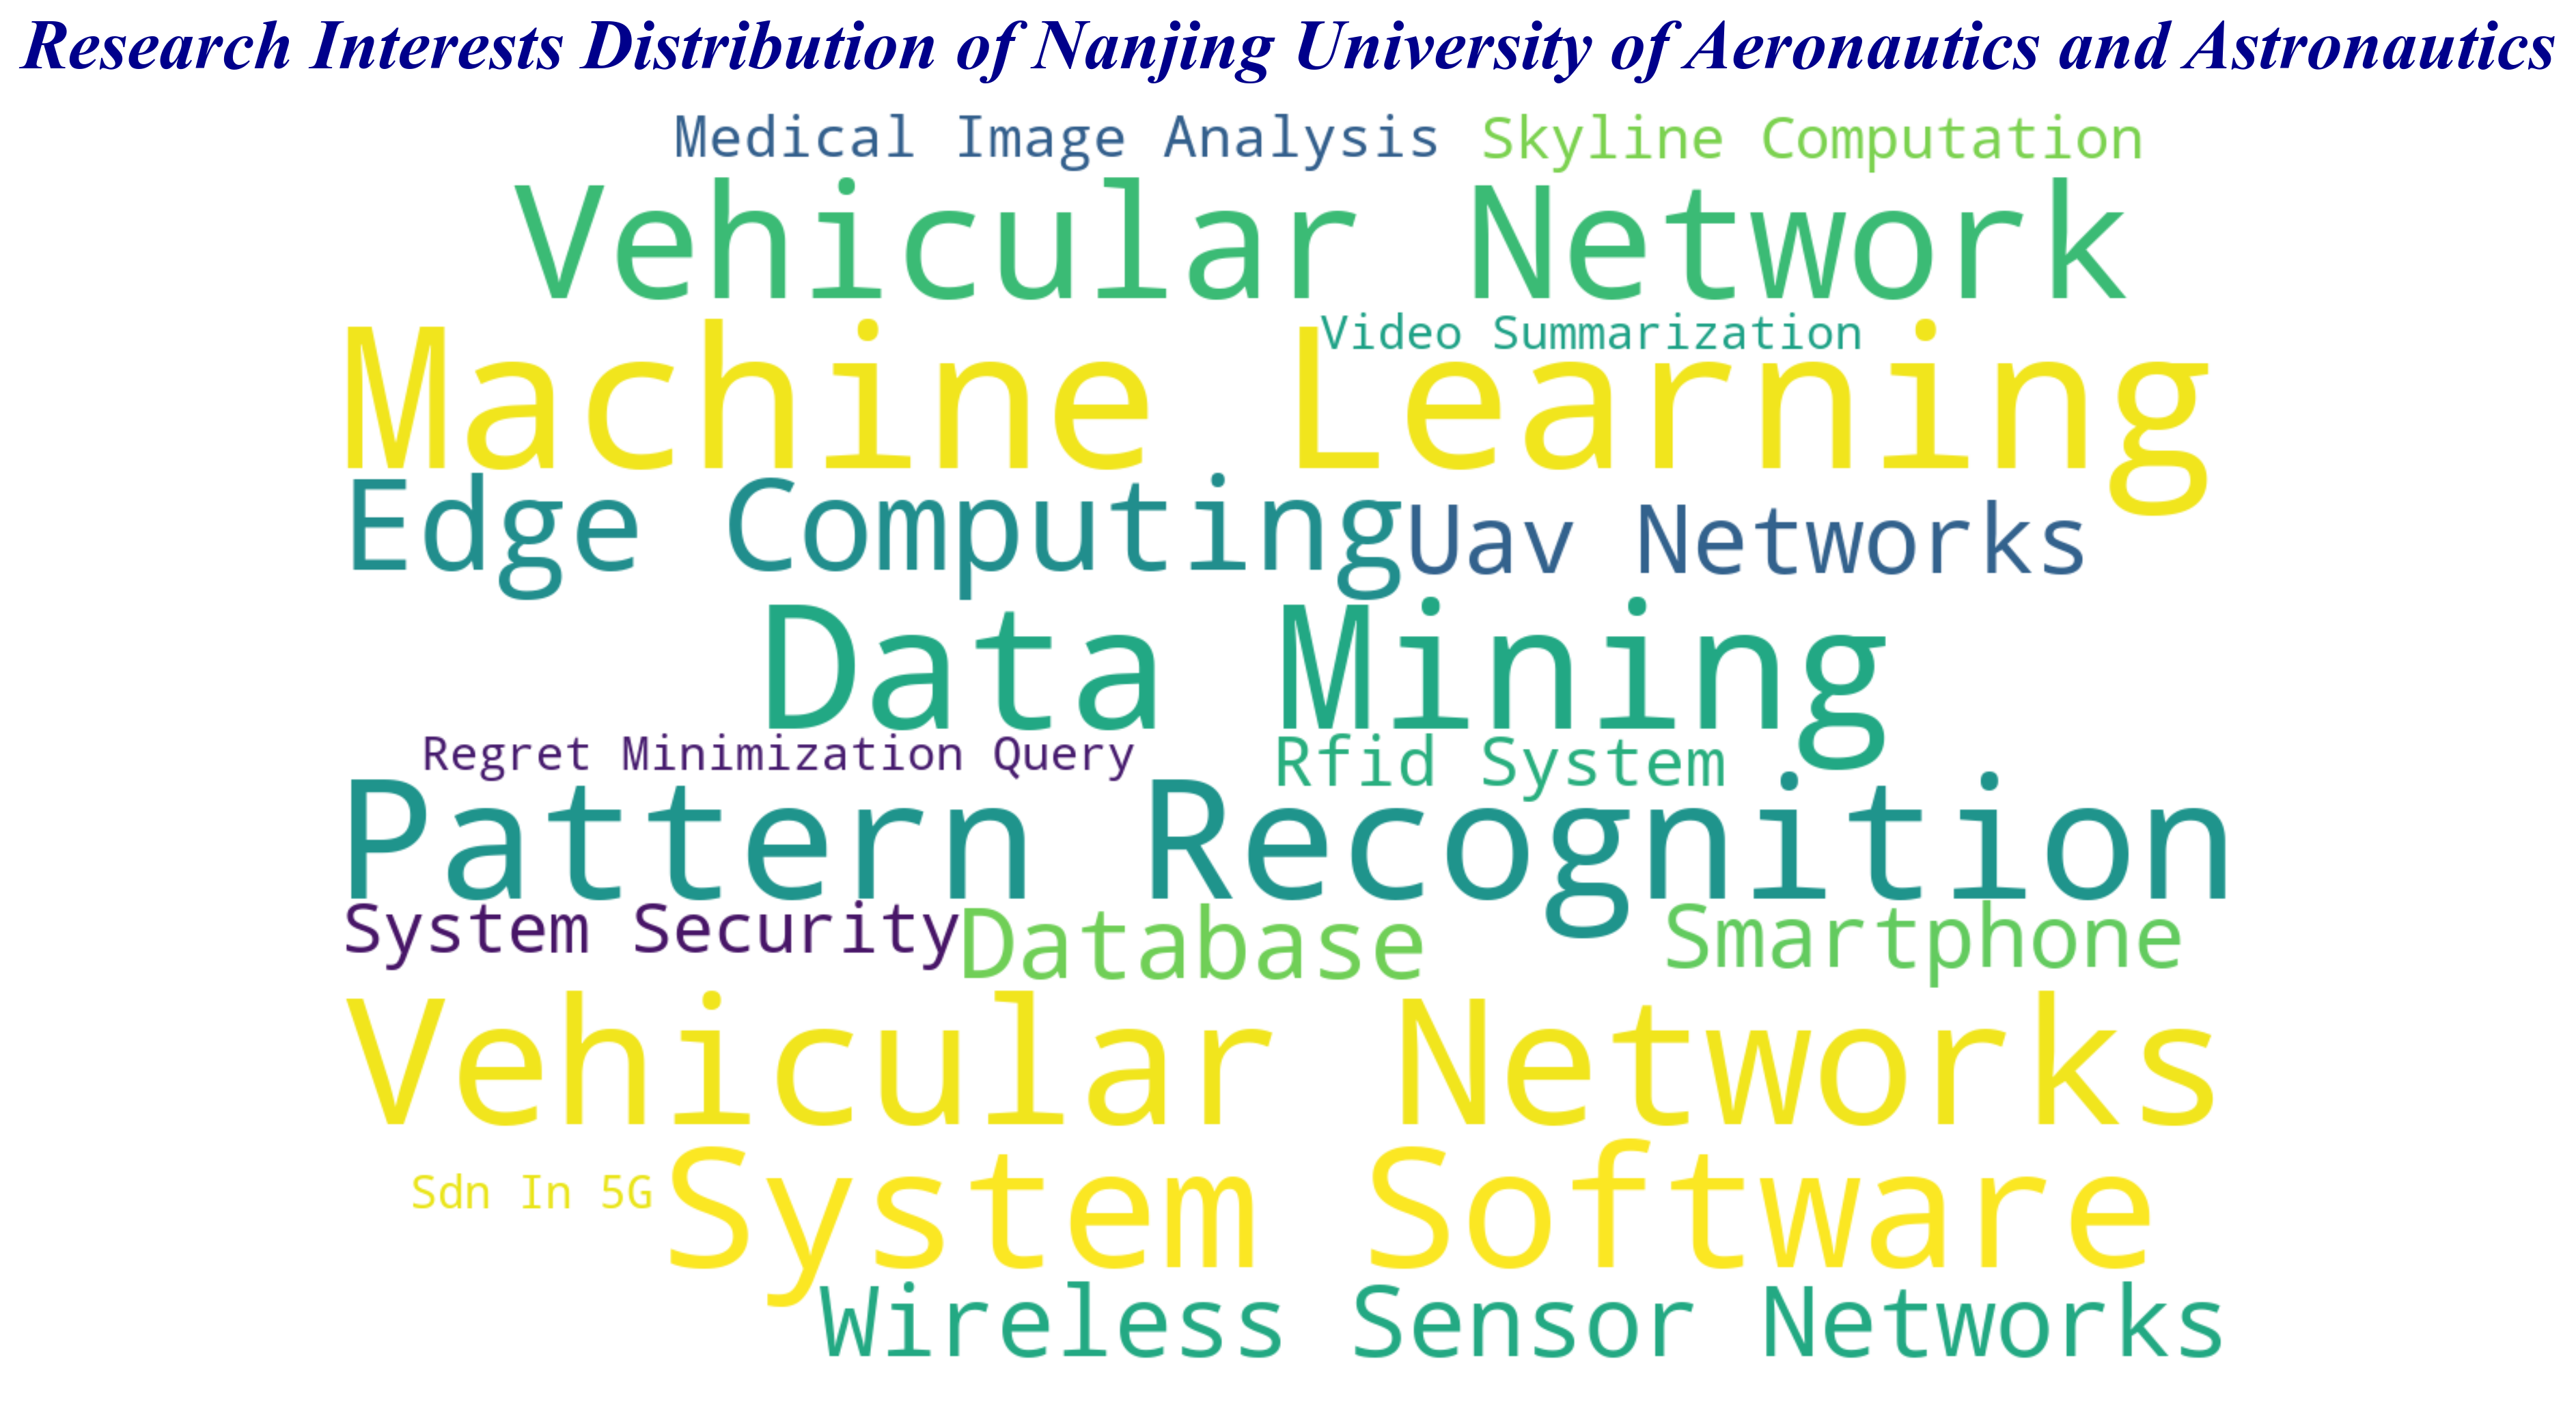 Research Interests Distribution of Nanjing University of Aeronautics and Astronautics
Medical Image Analysis
Skyline Computation
Vehicular Network
Video Summarization
Machine Learning
Edge Computing
Uav Networks
Data Mining
Regret Minimization Query
Rfid System
Pattern Recognition
System Security
Database
Smartphone
Vehicular Networks
Sdn In 5G
System Software
Wireless Sensor Networks